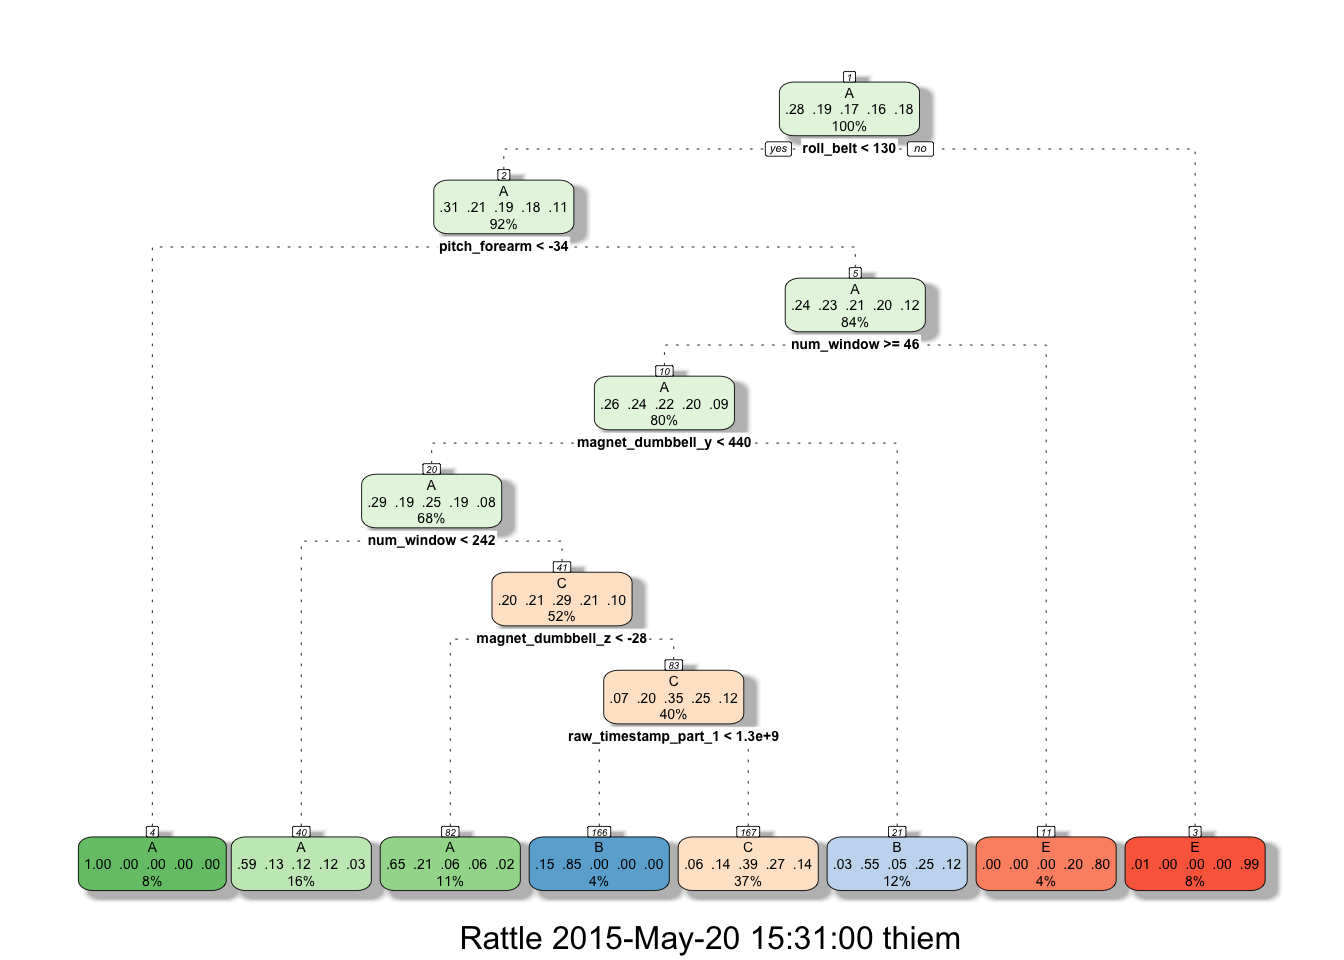 1
A
.28 .19 .17 .16 .18
100%
yes roll_belt < 130 no
2
A
.31 .21 .19 .18 .11
92%
pitch_forearm < -34
5
A
.24 .23 .21 .20 .12
84%
num_window >= 46
10
A
.26 .24 .22 .20 .09
80%
magnet_dumbbell_y < 440
20
A
.29 .19 .25 .19 .08
68%
num_window < 242
41
C
.20 .21 .29 .21 .10
52%
magnet_dumbbell_z < -28
83
C
.07 .20 .35 .25 .12
40%
raw_timestamp_part_1 < 1.3e+9
4
A
1.00 .00 .00 .00 .00
8%
40
A
.59 .13 .12 .12 .03
16%
82
A
.65 .21 .06 .06 .02
11%
166
B
.15 .85 .00 .00 .00
4%
167
C
.06 .14 .39 .27 .14
37%
21
B
.03 .55 .05 .25 .12
12%
11
E
.00 .00 .00 .20 .80
4%
3
E
.01 .00 .00 .00 .99
8%
Rattle 2015-May-20 15:31:00 thiem